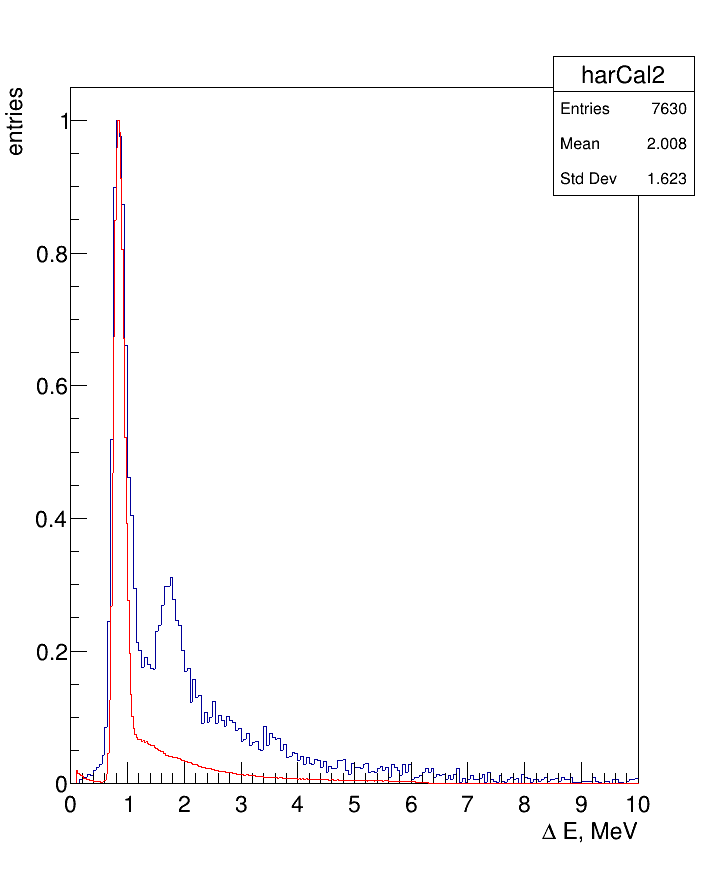 harCal2
Entries 7630
Mean 2.008
Std Dev 1.623
entries
1
0.8
0.6
0.4
0.2
0
0 1 2 3 4 5 6 7 8 9 10
Δ E, MeV